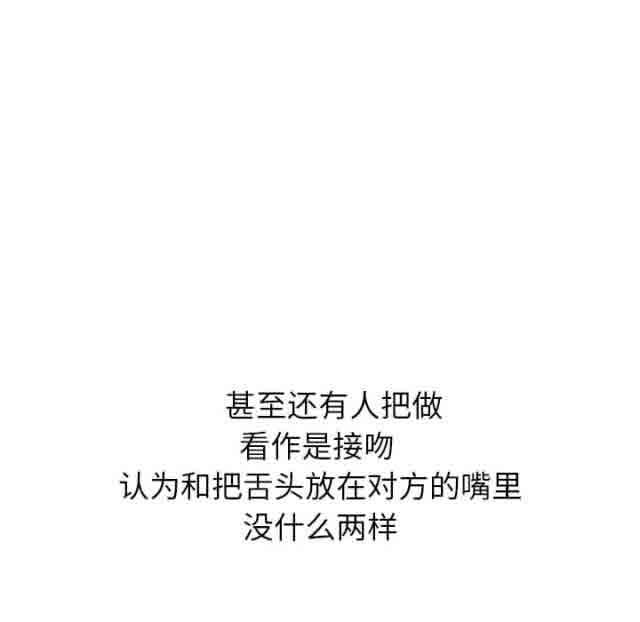 甚至还有人把做
看作是接吻
认为和把舌头放在对方的嘴里
没什么两样